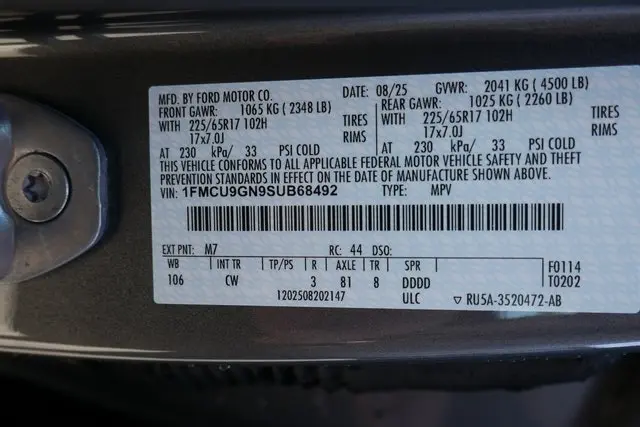 MFD. BY FORD MOTOR CO. DATE: 08/25 GVWR: 2041 KG ( 4500 LB)
FRONT GAWR: 1065 KG ( 2348 LB) REAR GAWR: 1025 KG ( 2260 LB)
WITH 225/65R17 102H TIRES WITH 225/65R17 102H TIRES
17x7.0J RIMS 17x7.0J RIMS
AT 230 kPa/ 33 PSI COLD AT 230 kPa/ 33 PSI COLD
THIS VEHICLE CONFORMS TO ALL APPLICABLE FEDERAL MOTOR VEHICLE SAFETY AND THEFT
PREVENTION STANDARDS IN EFFECT ON THE DATE OF MANUFACTURE SHOWN ABOVE.
VIN: 1FMCU9GN9SUB68492 TYPE: MPV
EXT PNT: M7 RC: 44 DSO:
WB INT TR TP/PS R AXLE TR SPR F0114
106 CW 3 81 8 DDDD T0202
1202508202147 ULC ▽ RU5A-3520472-AB